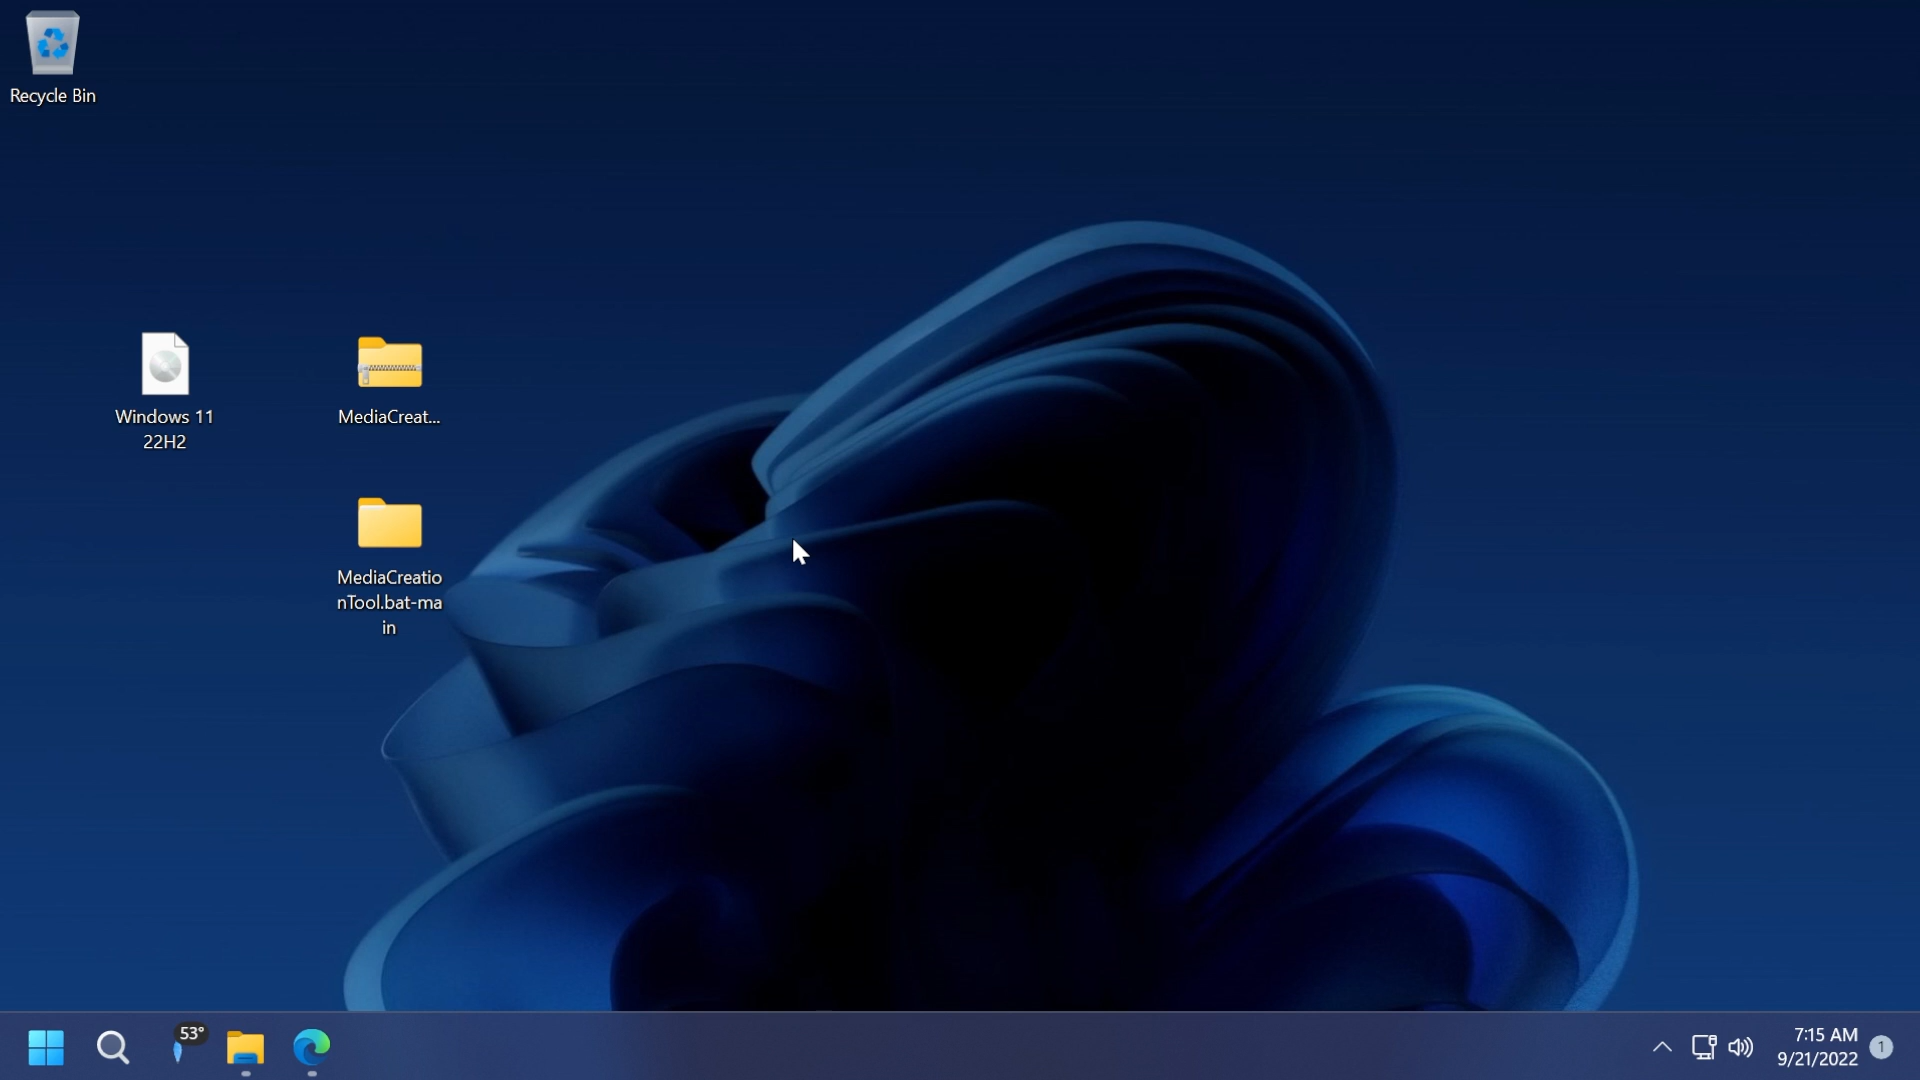 Recycle Bin
Windows 11
22H2
MediaCreat...
MediaCreatio
nTool.bat-ma
in
53°
7:15 AM
9/21/2022
1